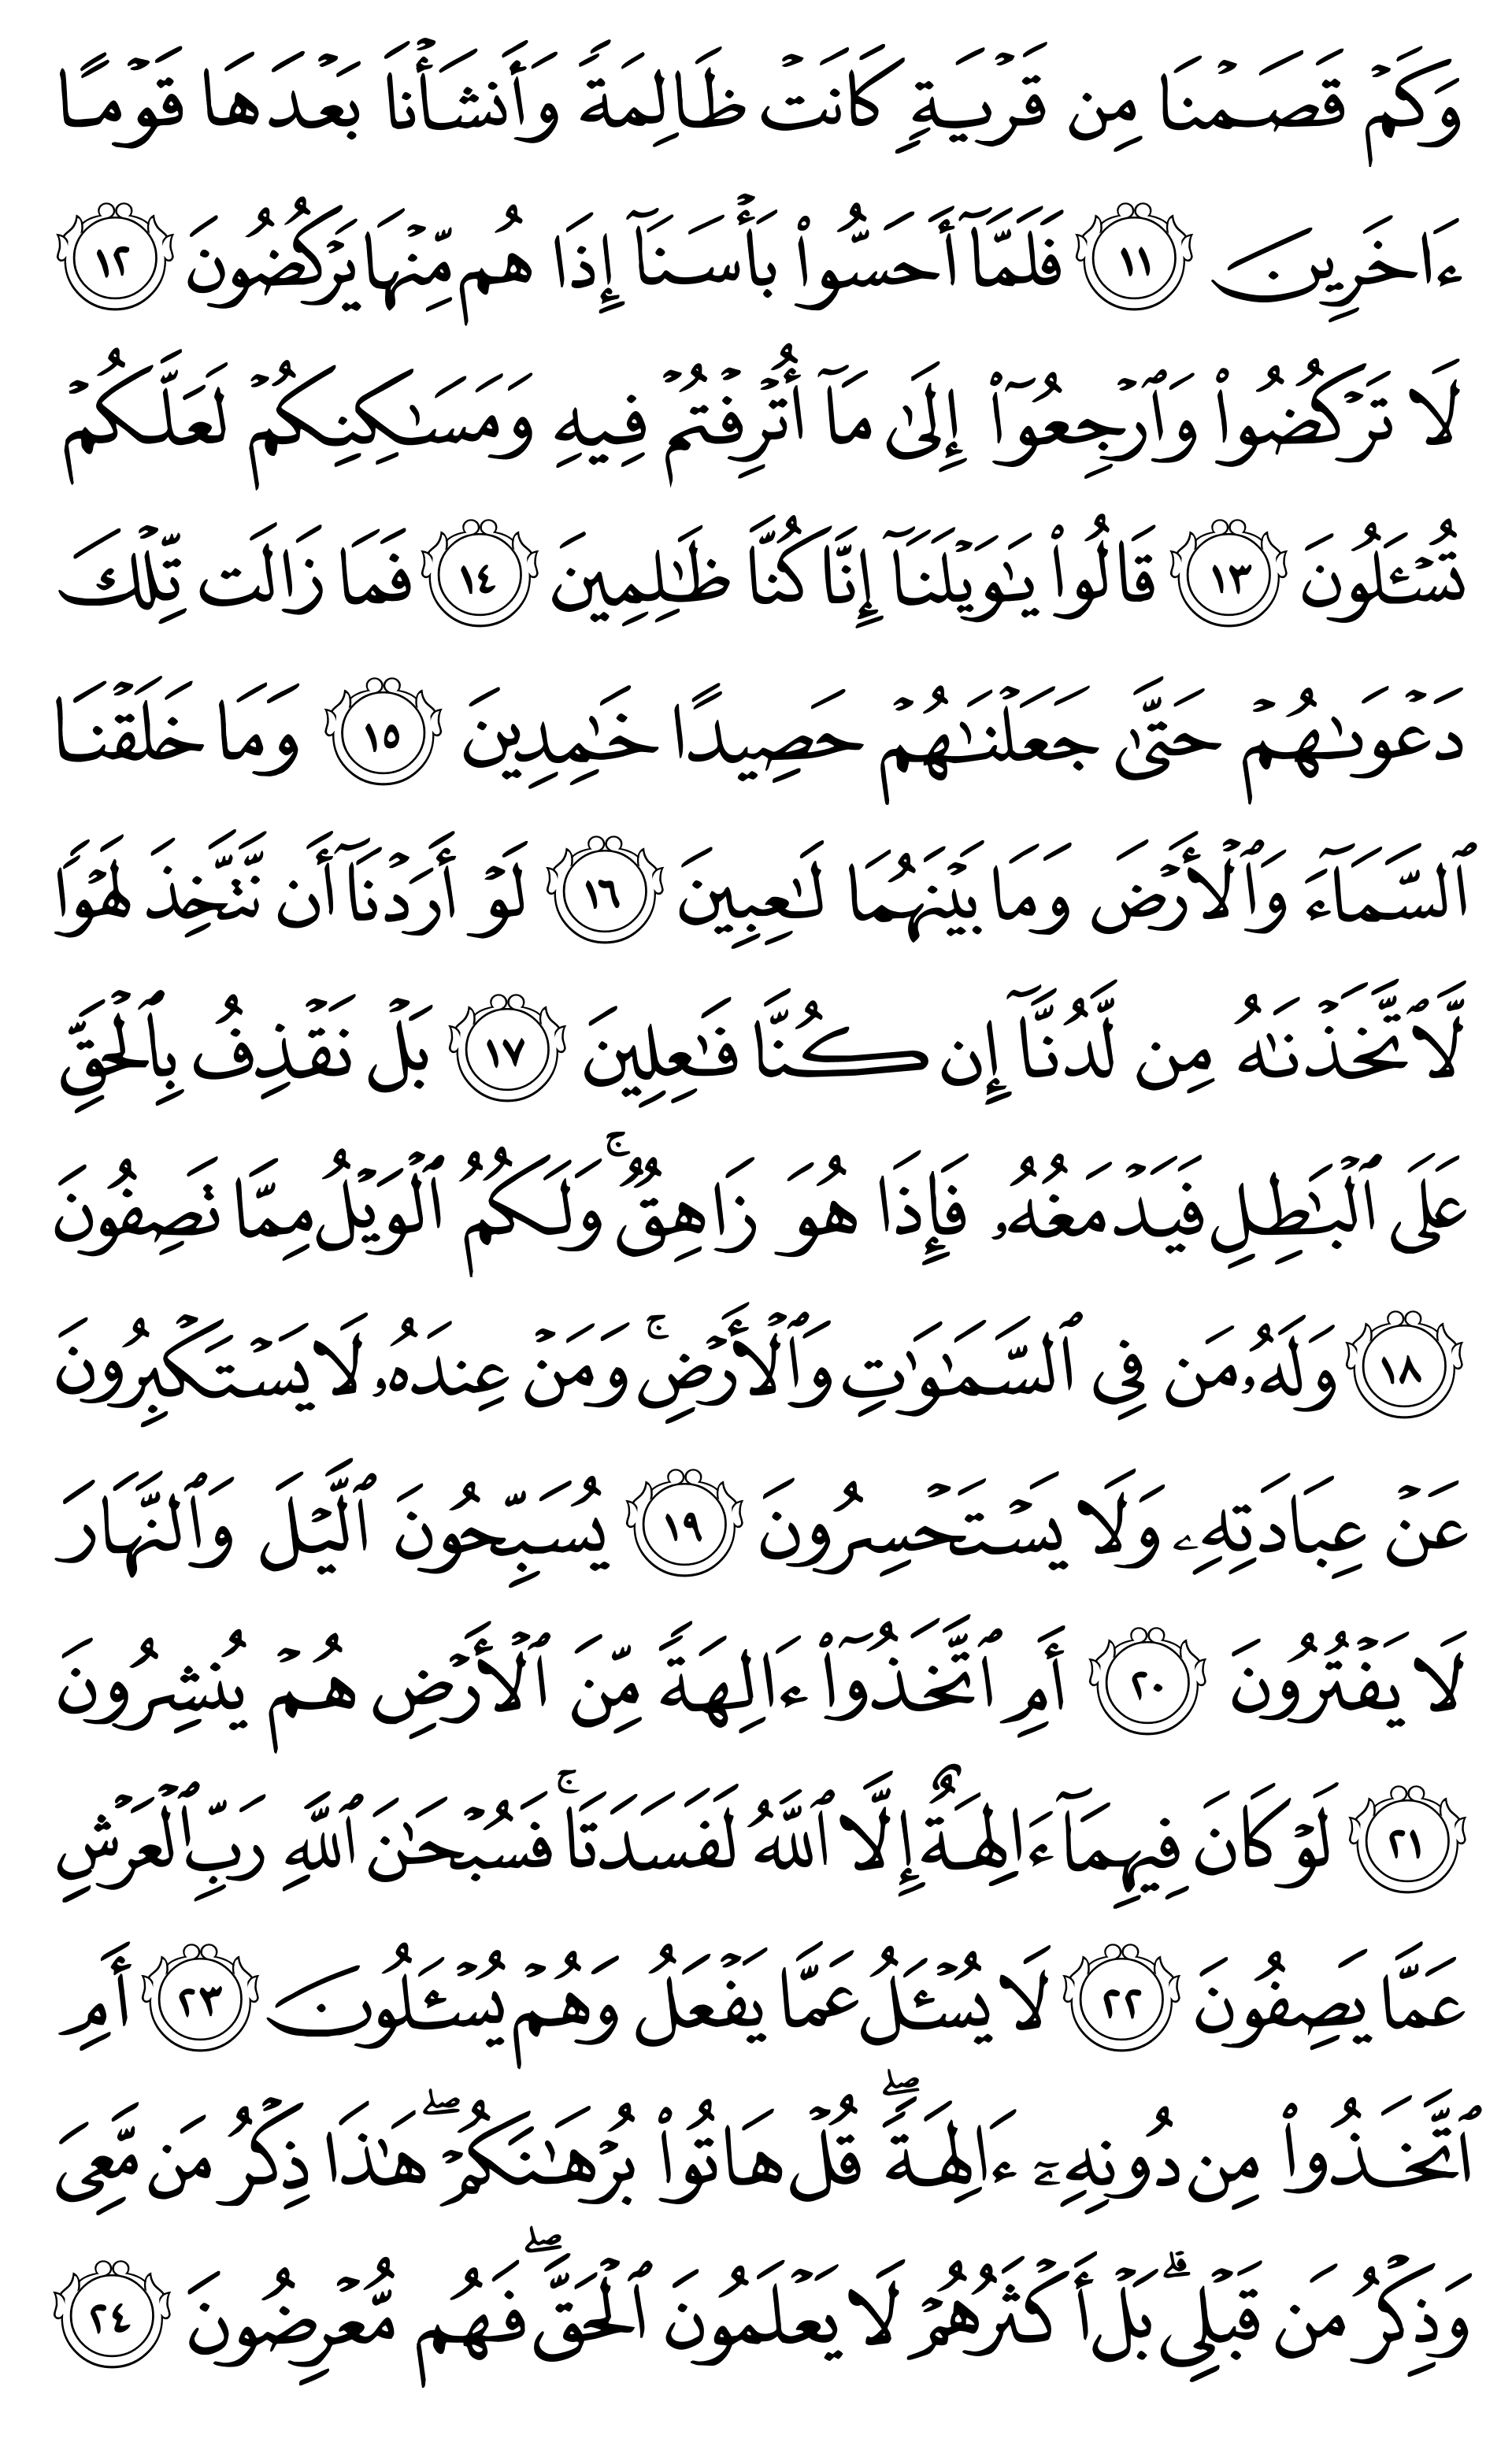 وَكَمْ قَصَمْنَا مِن قَرْيَةٍ كَانَتْ ظَالِمَةً وَأَنشَأْنَا بَعْدَهَا قَوْمًا
ءَاخَرِينَ ١١ فَلَمَّآ أَحَسُّوا۟ بَأْسَنَآ إِذَا هُم مِّنْهَا يَرْكُضُونَ ١٢
لَا تَرْكُضُوا۟ وَٱرْجِعُوٓا۟ إِلَىٰ مَآ أُتْرِفْتُمْ فِيهِ وَمَسَـٰكِنِكُمْ لَعَلَّكُمْ
تُسْـَٔلُونَ ١٣ قَالُوا۟ يَـٰوَيْلَنَآ إِنَّا كُنَّا ظَـٰلِمِينَ ١٤ فَمَا زَالَت تِّلْكَ
دَعْوَىٰهُمْ حَتَّىٰ جَعَلْنَـٰهُمْ حَصِيدًا خَـٰمِدِينَ ١٥ وَمَا خَلَقْنَا
ٱلسَّمَآءَ وَٱلْأَرْضَ وَمَا بَيْنَهُمَا لَـٰعِبِينَ ١٦ لَوْ أَرَدْنَآ أَن نَّتَّخِذَ لَهْوًا
لَّٱتَّخَذْنَـٰهُ مِن لَّدُنَّآ إِن كُنَّا فَـٰعِلِينَ ١٧ بَلْ نَقْذِفُ بِٱلْحَقِّ
عَلَى ٱلْبَـٰطِلِ فَيَدْمَغُهُۥ فَإِذَا هُوَ زَاهِقٌ ۚ وَلَكُمُ ٱلْوَيْلُ مِمَّا تَصِفُونَ
١٨ وَلَهُۥ مَن فِى ٱلسَّمَـٰوَٰتِ وَٱلْأَرْضِ ۚ وَمَنْ عِندَهُۥ لَا يَسْتَكْبِرُونَ
عَنْ عِبَادَتِهِۦ وَلَا يَسْتَحْسِرُونَ ١٩ يُسَبِّحُونَ ٱلَّيْلَ وَٱلنَّهَارَ
لَا يَفْتُرُونَ ٢٠ أَمِ ٱتَّخَذُوٓا۟ ءَالِهَةً مِّنَ ٱلْأَرْضِ هُمْ يُنشِرُونَ
٢١ لَوْ كَانَ فِيهِمَآ ءَالِهَةٌ إِلَّا ٱللَّهُ لَفَسَدَتَا ۚ فَسُبْحَـٰنَ ٱللَّهِ رَبِّ ٱلْعَرْشِ
عَمَّا يَصِفُونَ ٢٢ لَا يُسْـَٔلُ عَمَّا يَفْعَلُ وَهُمْ يُسْـَٔلُونَ ٢٣ أَمِ
ٱتَّخَذُوا۟ مِن دُونِهِۦٓ ءَالِهَةً ۖ قُلْ هَاتُوا۟ بُرْهَـٰنَكُمْ ۖ هَـٰذَا ذِكْرُ مَن مَّعِىَ
وَذِكْرُ مَن قَبْلِى ۗ بَلْ أَكْثَرُهُمْ لَا يَعْلَمُونَ ٱلْحَقَّ ۖ فَهُم مُّعْرِضُونَ ٢٤